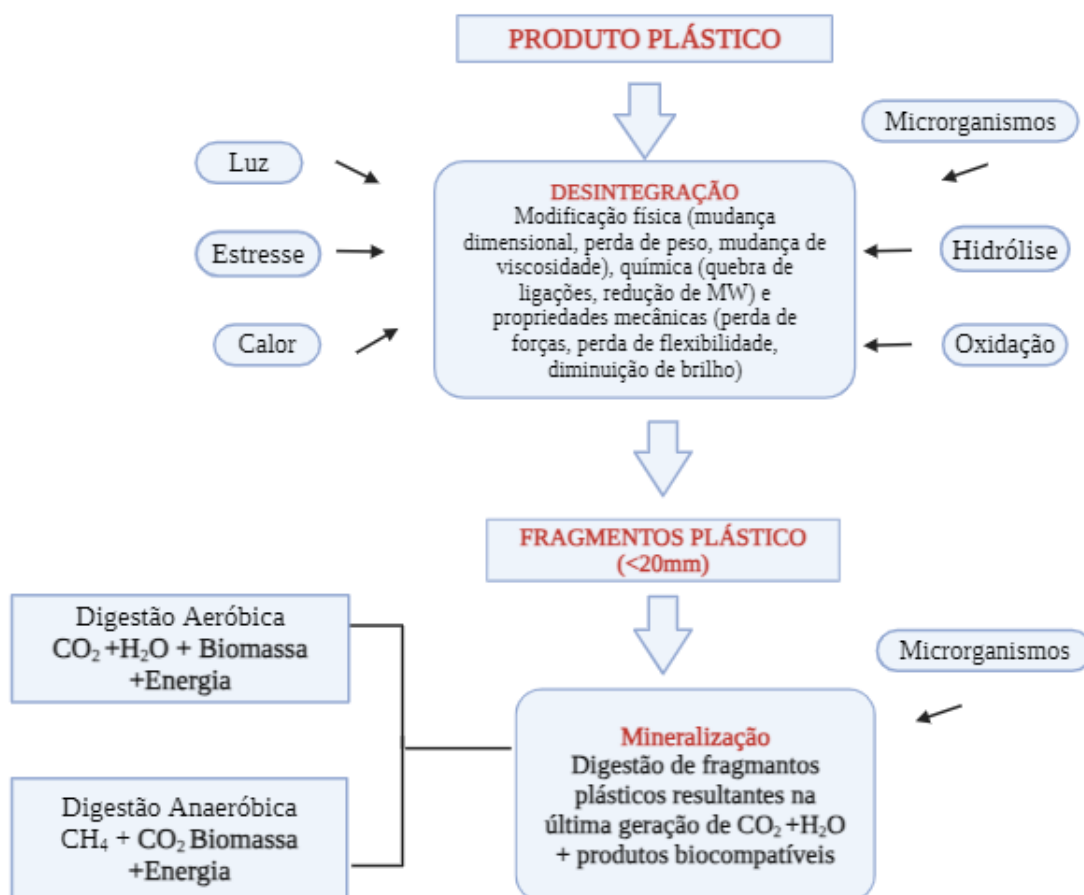 PRODUTO PLÁSTICO
Luz
Estresse
Calor
Microrganismos
Hidrólise
Oxidação
DESINTEGRAÇÃO
Modificação física (mudança
dimensional, perda de peso, mudança de
viscosidade), química (quebra de
ligações, redução de MW) e
propriedades mecânicas (perda de
forças, perda de flexibilidade,
diminuição de brilho)
FRAGMENTOS PLÁSTICO
(<20mm)
Microrganismos
Mineralização
Digestão de fragmantos
plásticos resultantes na
última geração de CO₂ +H₂O
+ produtos biocompatíveis
Digestão Aeróbica
CO₂ +H₂O + Biomassa
+Energia
Digestão Anaeróbica
CH₄ + CO₂ Biomassa
+Energia